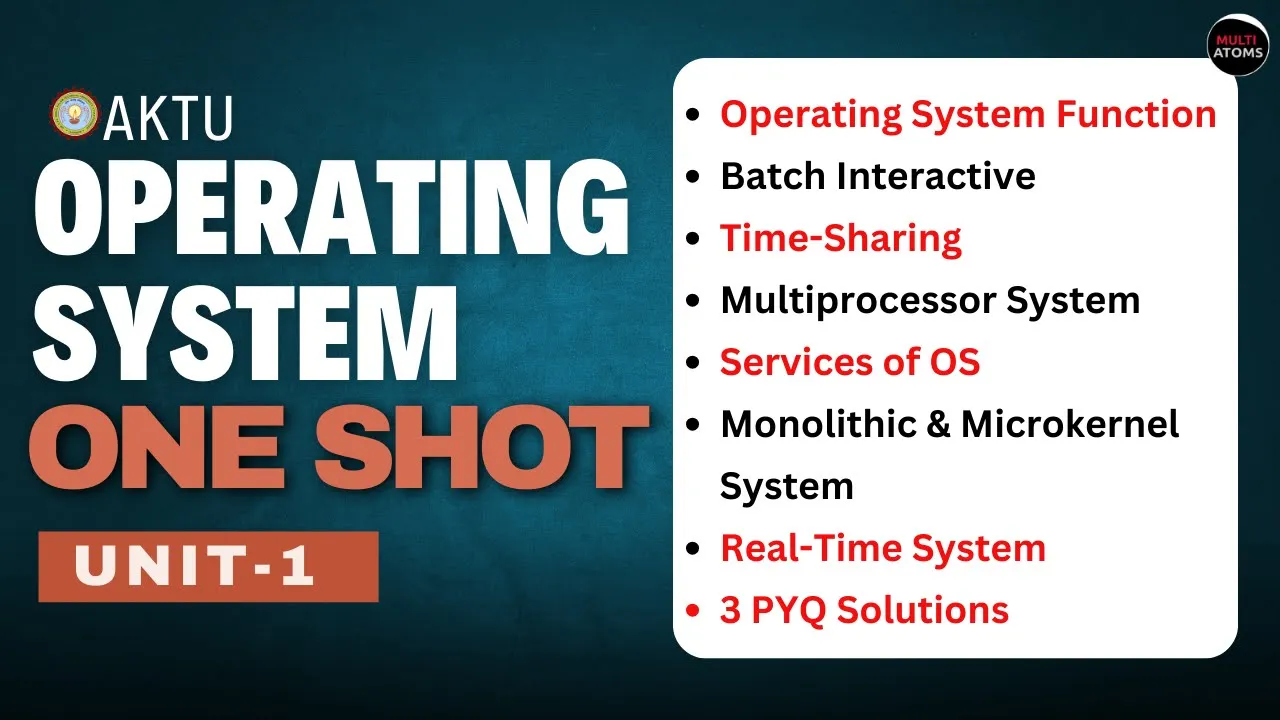 AKTU
OPERATING
SYSTEM
ONE SHOT
UNIT-1
MULTI
ATOMS
• Operating System Function
• Batch Interactive
• Time-Sharing
• Multiprocessor System
• Services of OS
• Monolithic & Microkernel
System
• Real-Time System
• 3 PYQ Solutions